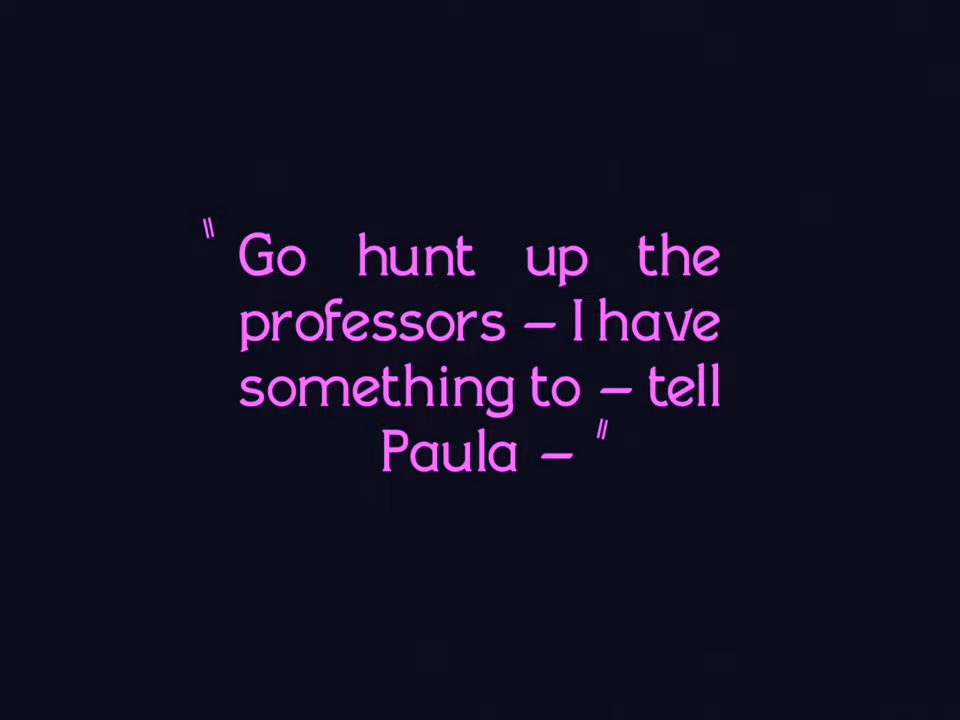 " Go hunt up the
professors – I have
something to – tell
Paula – "